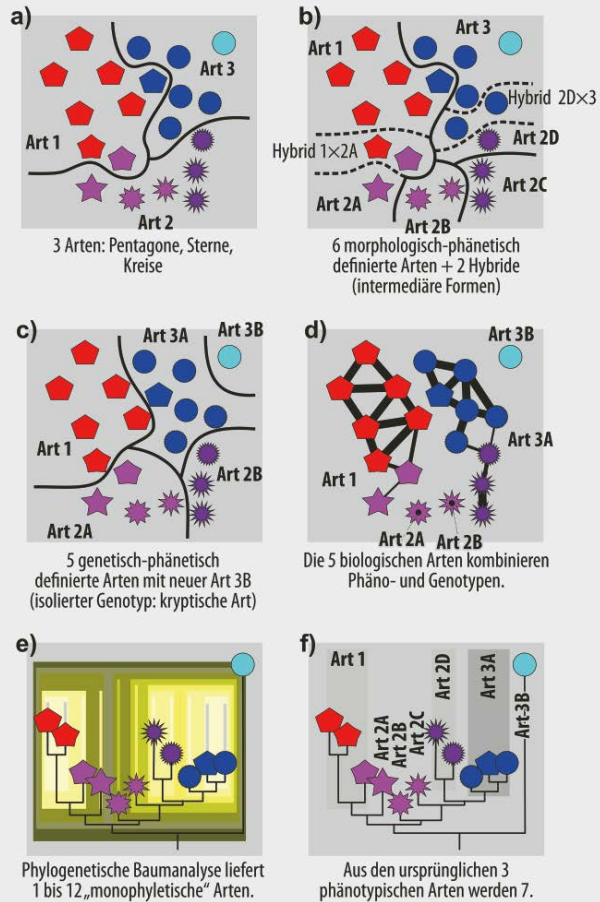 a)
Art 3
Art 1
Art 2
3 Arten: Pentagone, Sterne,
Kreise
b)
Art 3
Art 1
Hybrid 2D×3
Hybrid 1×2A
Art 2D
Art 2C
Art 2A
Art 2B
6 morphologisch-phänetisch
definierte Arten + 2 Hybride
(intermediäre Formen)
c)
Art 3A
Art 3B
Art 1
Art 2B
Art 2A
5 genetisch-phänetisch
definierte Arten mit neuer Art 3B
(isolierter Genotyp: kryptische Art)
d)
Art 3B
Art 3A
Art 1
Art 2A
Art 2B
Die 5 biologischen Arten kombinieren
Phäno- und Genotypen.
e)
Phylogenetische Baumanalyse liefert
1 bis 12 „monophyletische“ Arten.
f)
Art 1
Art 2A
Art 2B
Art 2C
Art 2D
Art 3A
Art 3B
Aus den ursprünglichen 3
phänotypischen Arten werden 7.